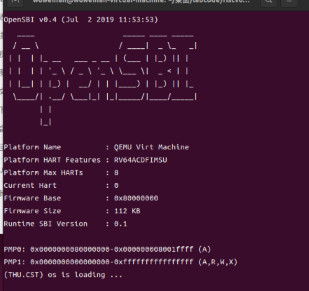 OpenSBI v0.4 (Jul 2 2019 11:53:53)
OpenSBI
Platform Name : QEMU Virt Machine
Platform HART Features : RV64ACDFIMSU
Platform Max HARTs : 8
Current Hart : 0
Firmware Base : 0x80000000
Firmware Size : 112 KB
Runtime SBI Version : 0.1
PMP0: 0x0000000080000000-0x000000008001ffff (A)
PMP1: 0x0000000000000000-0xffffffffffffffff (A,R,W,X)
(THU.CST) os is loading ...